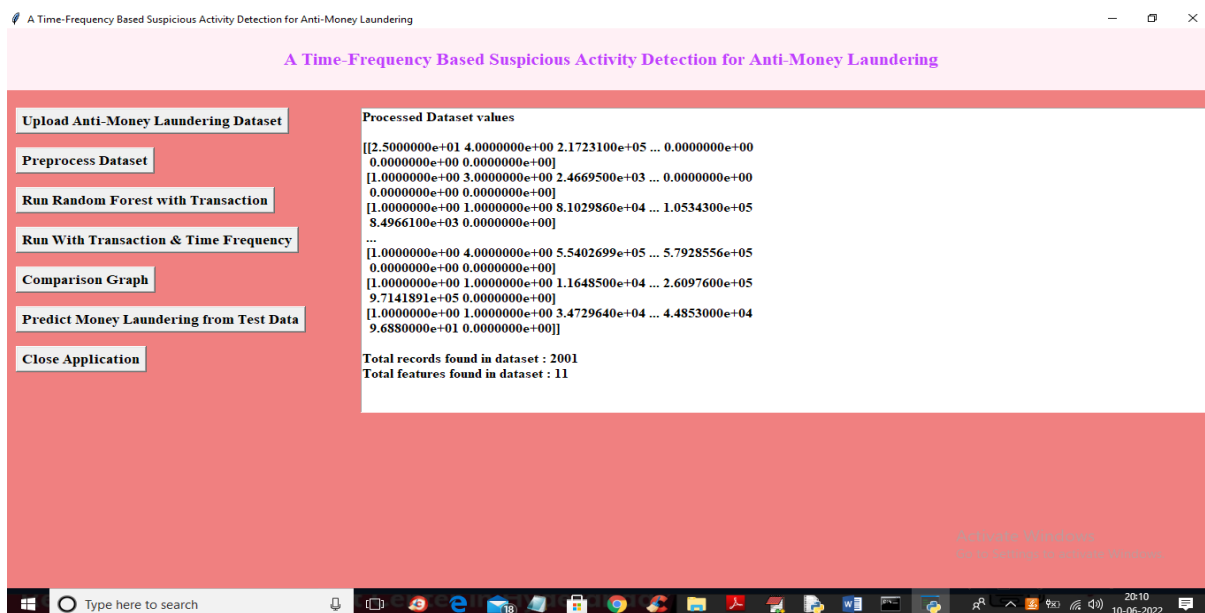 A Time-Frequency Based Suspicious Activity Detection for Anti-Money Laundering
A Time-Frequency Based Suspicious Activity Detection for Anti-Money Laundering
Upload Anti-Money Laundering Dataset
Preprocess Dataset
Run Random Forest with Transaction
Run With Transaction & Time Frequency
Comparison Graph
Predict Money Laundering from Test Data
Close Application
Processed Dataset values
[[2.5000000e+01 4.0000000e+00 2.1723100e+05 ... 0.0000000e+00
0.0000000e+00 0.0000000e+00]
[1.0000000e+00 3.0000000e+00 2.4669500e+03 ... 0.0000000e+00
0.0000000e+00 0.0000000e+00]
[1.0000000e+00 1.0000000e+00 8.1029860e+04 ... 1.0534300e+05
8.4966100e+03 0.0000000e+00]
...
[1.0000000e+00 4.0000000e+00 5.5402699e+05 ... 5.7928556e+05
0.0000000e+00 0.0000000e+00]
[1.0000000e+00 1.0000000e+00 1.1648500e+04 ... 2.6097600e+05
9.7141891e+05 0.0000000e+00]
[1.0000000e+00 1.0000000e+00 3.4729640e+04 ... 4.4853000e+04
9.6880000e+01 0.0000000e+00]]
Total records found in dataset : 2001
Total features found in dataset : 11
Activate Windows
Go to Settings to activate Windows.
Type here to search
18
20:10
10-06-2022